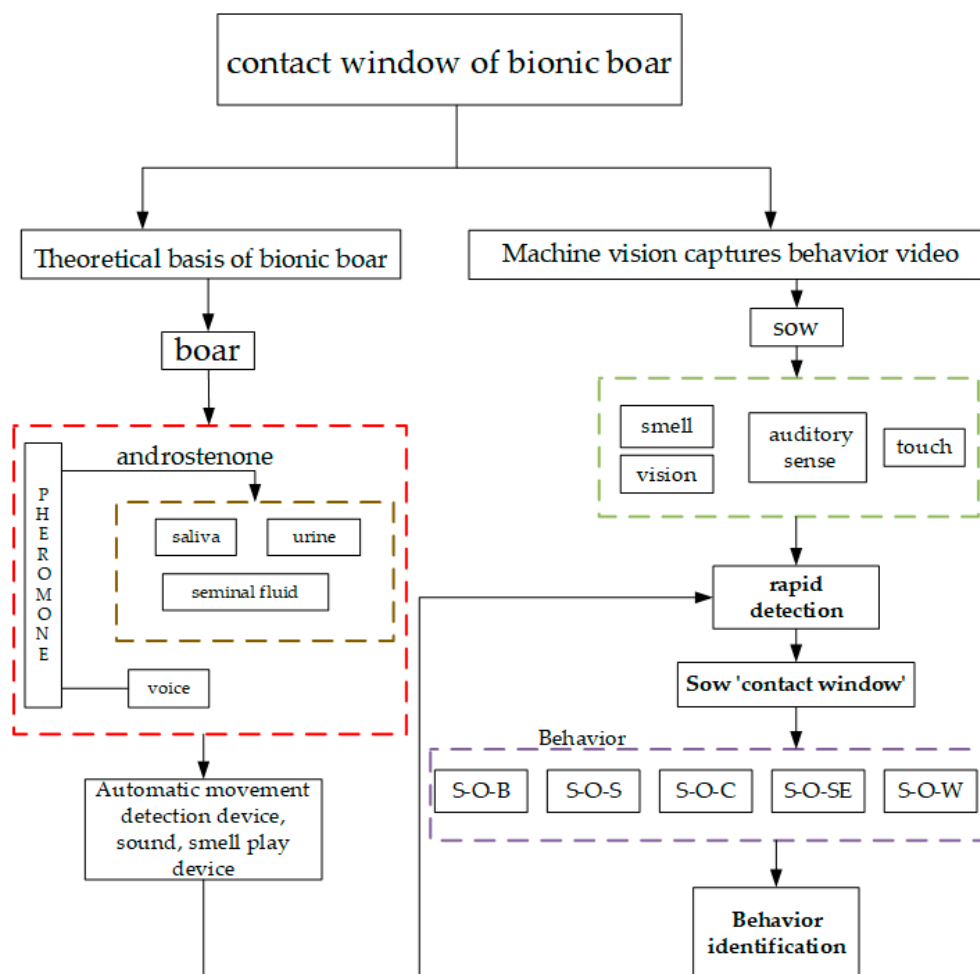 contact window of bionic boar
Theoretical basis of bionic boar
Machine vision captures behavior video
boar
sow
PHEROMONE
androstenone
saliva
urine
seminal fluid
voice
smell
vision
auditory
sense
touch
rapid
detection
Sow 'contact window'
Behavior
S-O-B
S-O-S
S-O-C
S-O-SE
S-O-W
Automatic movement
detection device,
sound, smell play
device
Behavior
identification